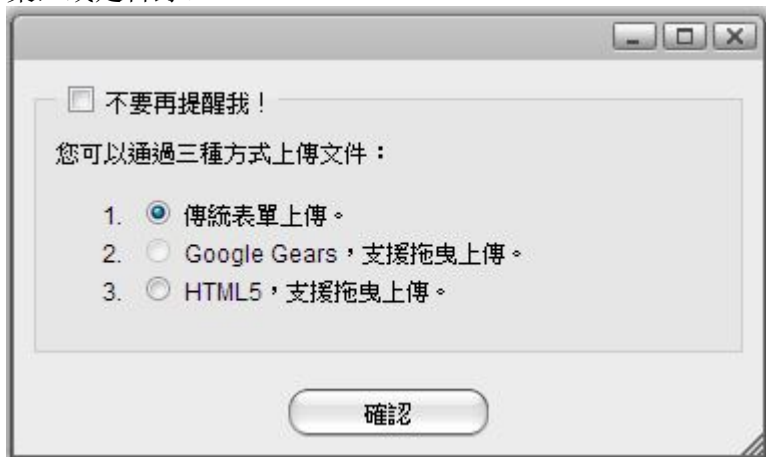 不要再提醒我！
您可以通過三種方式上傳文件：
1. 傳統表單上傳。
2. Google Gears，支援拖曳上傳。
3. HTML5，支援拖曳上傳。
確認